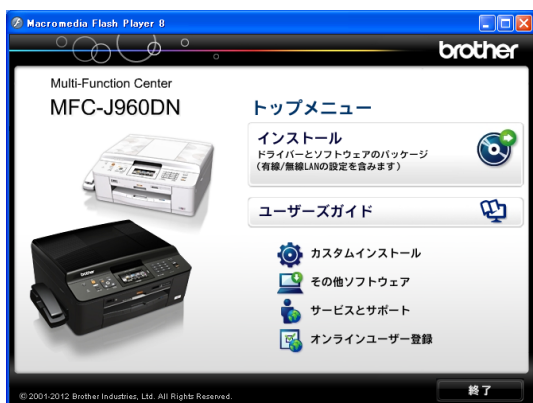 Macromedia Flash Player 8
brother
Multi-Function Center
MFC-J960DN
トップメニュー
インストール
ドライバーとソフトウェアのパッケージ
(有線/無線LANの設定を含みます)
ユーザーズガイド
カスタムインストール
その他ソフトウェア
サービスとサポート
オンラインユーザー登録
© 2001-2012 Brother Industries, Ltd. All Rights Reserved.
終了